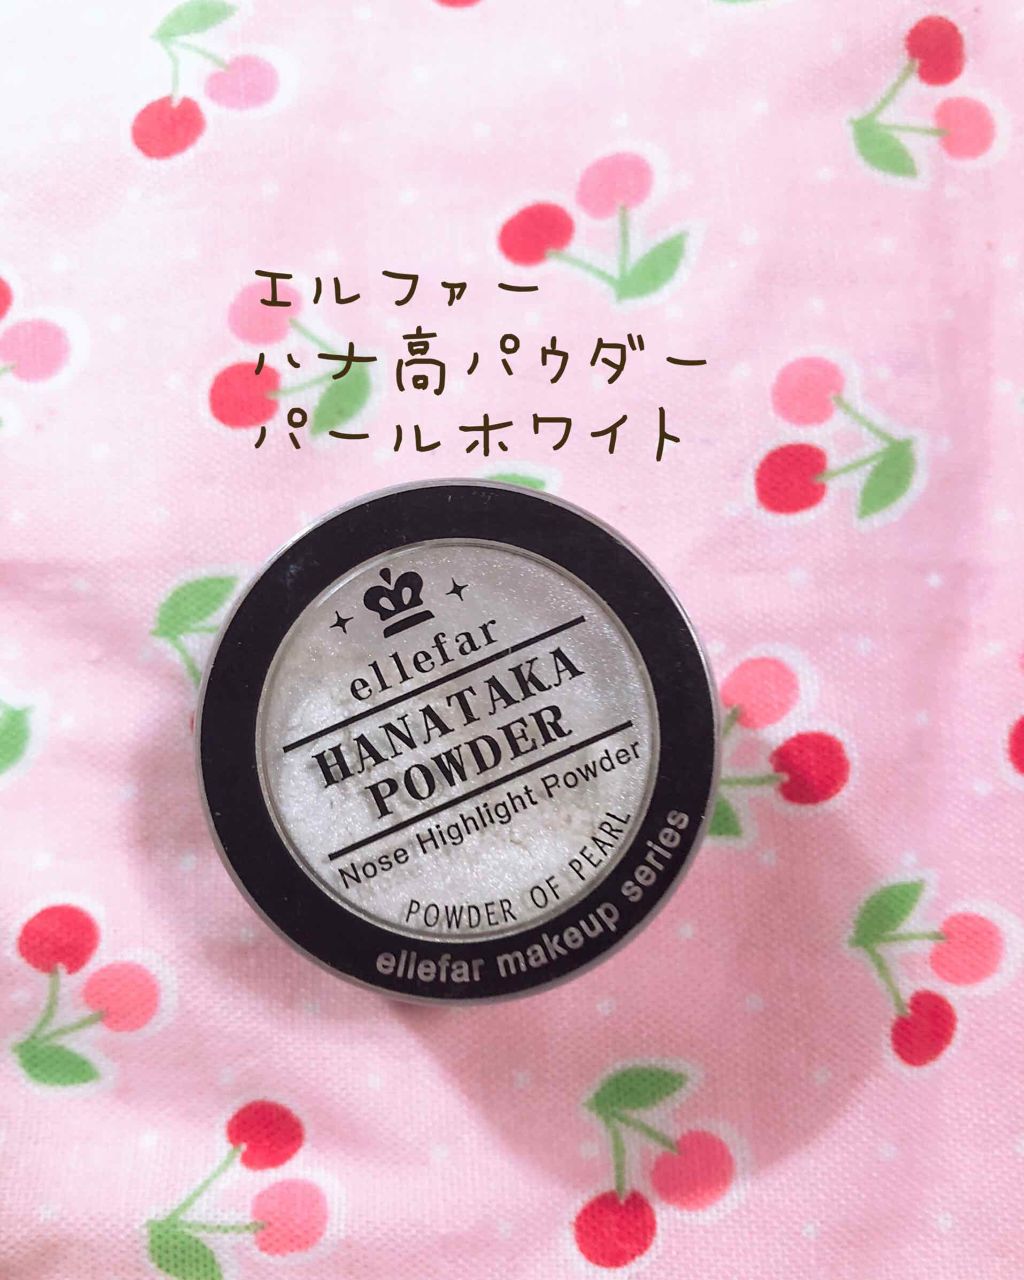 エルファー
ハナ高パウダー
パールホワイト
ellefar
HANATAKA
POWDER
Nose Highlight Powder
POWDER OF PEARL
ellefar makeup series